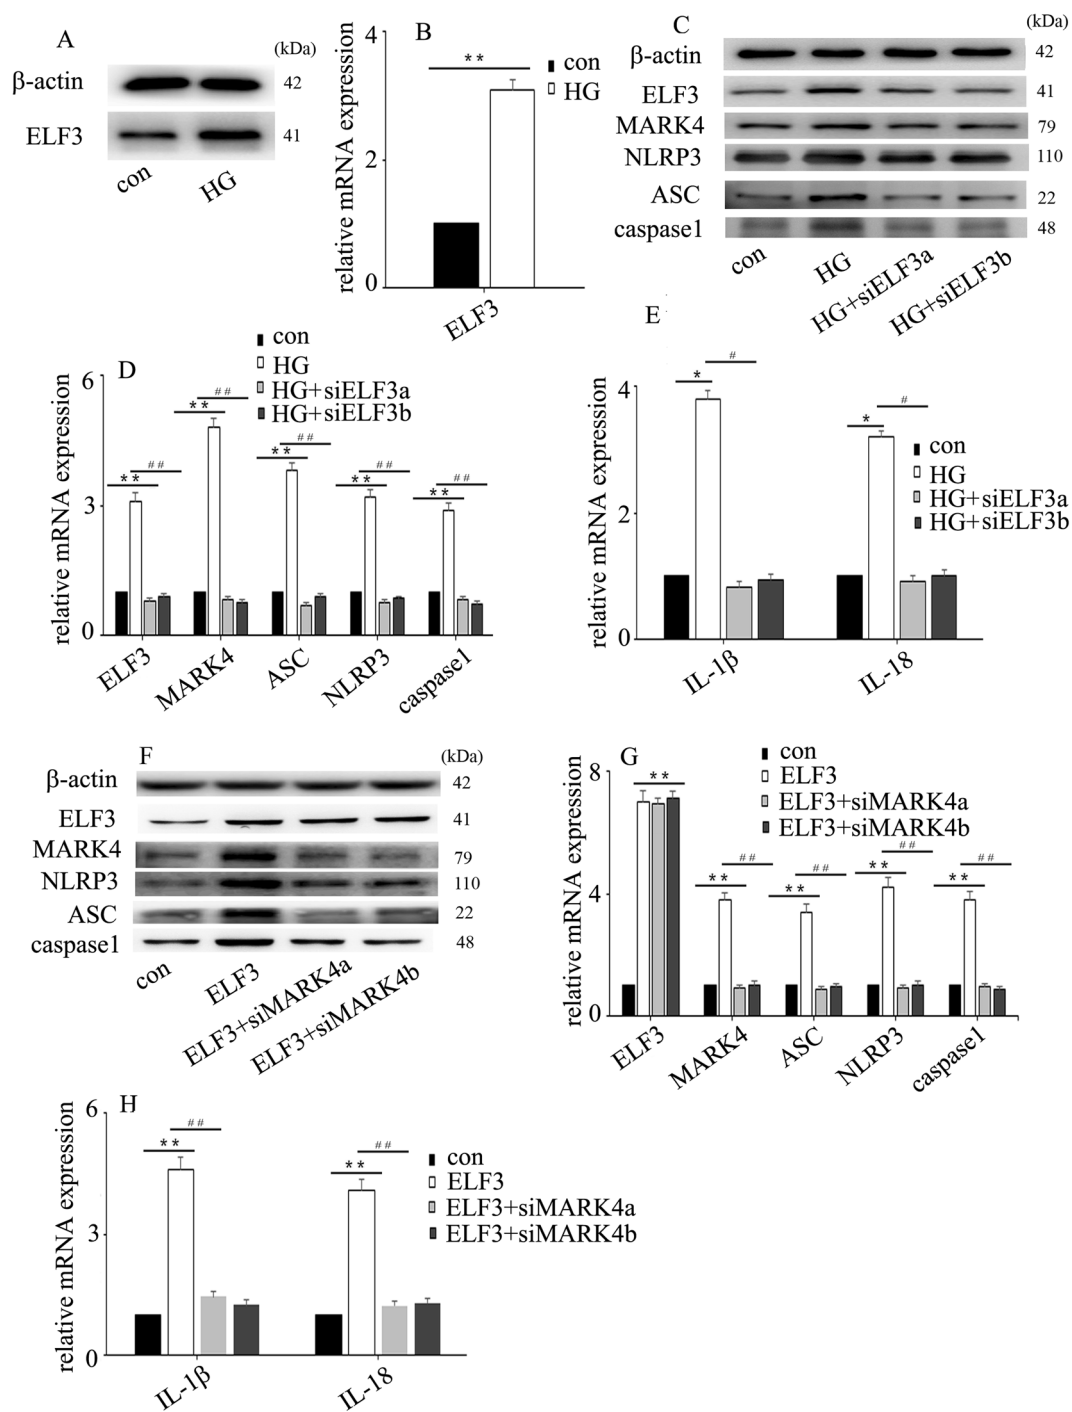 A
(kDa)
β-actin
42
ELF3
41
con
HG
B
relative mRNA expression
4
2
0
**
con
HG
ELF3
C
(kDa)
β-actin
42
ELF3
41
MARK4
79
NLRP3
110
ASC
22
caspase1
48
con
HG
HG+siELF3a
HG+siELF3b
D
con
HG
HG+siELF3a
HG+siELF3b
relative mRNA expression
6
3
0
**
##
**
##
**
##
**
##
**
##
ELF3
MARK4
ASC
NLRP3
caspase1
E
relative mRNA expression
4
2
0
*
#
*
#
con
HG
HG+siELF3a
HG+siELF3b
IL-1β
IL-18
F
(kDa)
β-actin
42
ELF3
41
MARK4
79
NLRP3
110
ASC
22
caspase1
48
con
ELF3
ELF3+siMARK4a
ELF3+siMARK4b
G
con
ELF3
ELF3+siMARK4a
ELF3+siMARK4b
relative mRNA expression
8
4
0
**
**
##
**
##
**
##
**
##
ELF3
MARK4
ASC
NLRP3
caspase1
H
relative mRNA expression
6
3
0
**
##
**
##
con
ELF3
ELF3+siMARK4a
ELF3+siMARK4b
IL-1β
IL-18